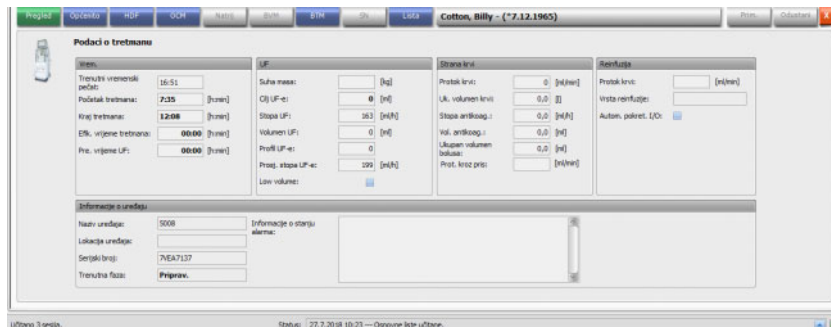 Pregled Općenito HDF OCM Natrij BVM BTM SN Lista Cotton, Billy - (*7.12.1965) Prim. Odustani X
Podaci o tretmanu
Vrem.
Trenutni vremenski pečat: 16:51
Početak tretmana: 7:35 [h:min]
Kraj tretmana: 12:08 [h:min]
Efik. vrijeme tretmana: 00:00 [h:min]
Pre. vrijeme UF: 00:00 [h:min]
UF
Suha masa: [kg]
Cilj UF-e: 0 [ml]
Stopa UF: 163 [ml/h]
Volumen UF: 0 [ml]
Profil UF-e: 0
Prosj. stopa UF-e: 199 [ml/h]
Low volume:
Strana krvi
Protok krvi: 0 [ml/min]
Uk. volumen krvi: 0,0 [l]
Stopa antikoag.: 0,0 [ml/h]
Vol. antikoag.: 0,0 [ml]
Ukupan volumen bolusa: 0,0 [ml]
Prot. kroz pris: [ml/min]
Reinfuzija
Protok krvi: [ml/min]
Vrsta reinfuzije:
Autom. pokret. I/O:
Informacije o uređaju
Naziv uređaja: S008
Lokacija uređaja:
Serijski broj: 7VEA7137
Trenutna faza: Priprav.
Informacije o stanju alarma:
Učitano 3 sesija. Status: 27.7.2018 10:23 --- Osnovne liste učitane.